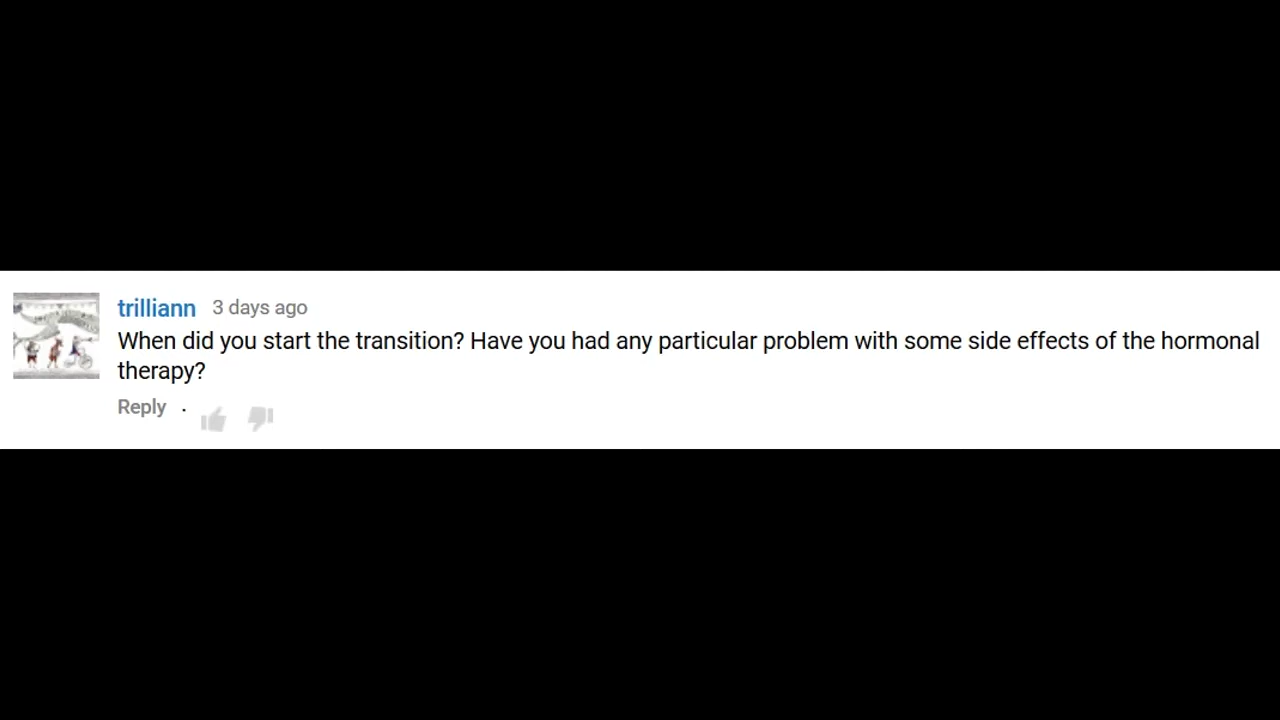 trilliann 3 days ago
When did you start the transition? Have you had any particular problem with some side effects of the hormonal
therapy?
Reply ·